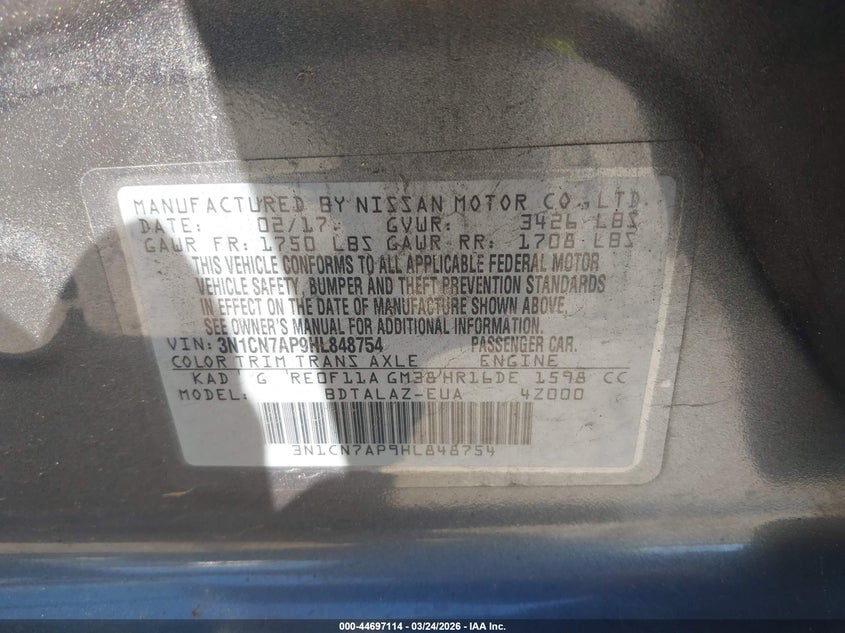 MANUFACTURED BY NISSAN MOTOR CO.,LTD.
DATE: 02/17 GVWR: 3426 LBS
GAWR FR: 1750 LBS GAWR RR: 1708 LBS
THIS VEHICLE CONFORMS TO ALL APPLICABLE FEDERAL MOTOR
VEHICLE SAFETY, BUMPER AND THEFT PREVENTION STANDARDS
IN EFFECT ON THE DATE OF MANUFACTURE SHOWN ABOVE,
SEE OWNER'S MANUAL FOR ADDITIONAL INFORMATION.
VIN: 3N1CN7AP9HL848754 PASSENGER CAR.
COLOR TRIM TRANS AXLE ENGINE
KAD G RE0F11A GM38 HR16DE 1598 CC
MODEL: BDTALAZ-EUA 4Z000
3N1CN7AP9HL848754
000-44697114 — 03/24/2026 — IAA Inc.